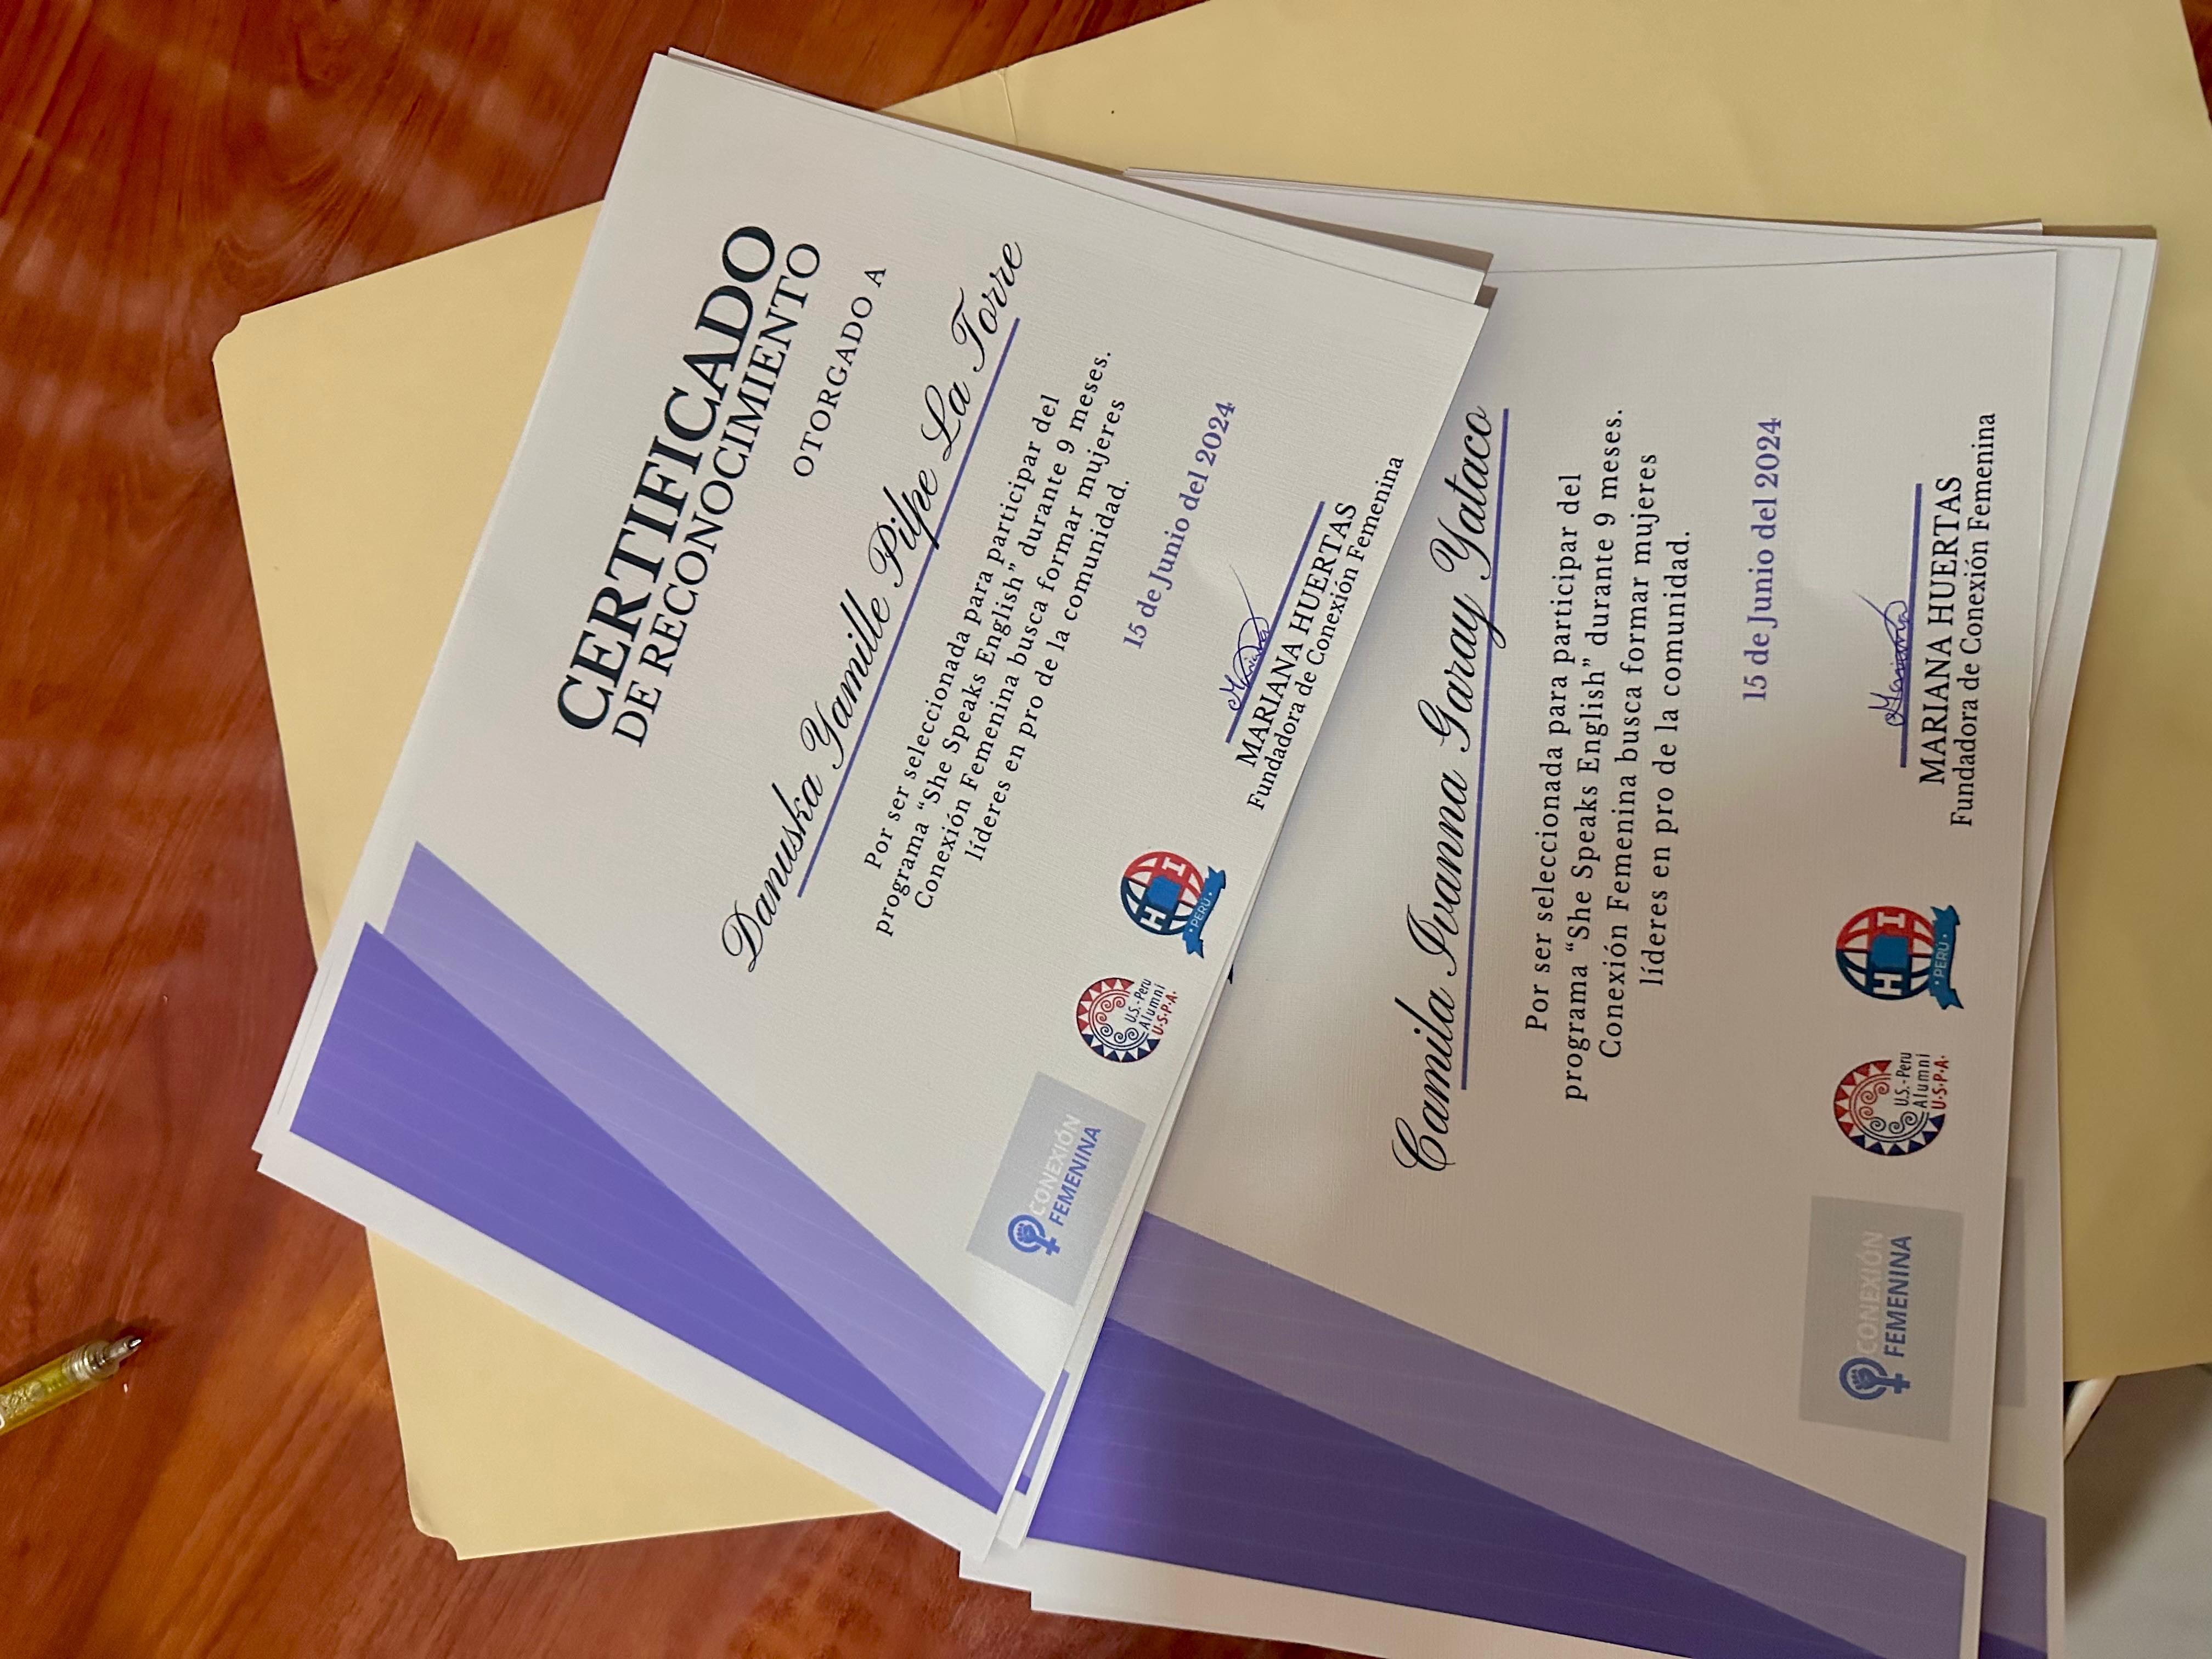 CERTIFICADO
DE RECONOCIMIENTO
OTORGADO A
Danuska Yamille Pilpe La Torre
Por ser seleccionada para participar del
programa “She Speaks English” durante 9 meses.
Conexión Femenina busca formar mujeres
líderes en pro de la comunidad.
15 de Junio del 2024
Mariana
MARIANA HUERTAS
Fundadora de Conexión Femenina
CONEXIÓN
FEMENINA
U.S.-Peru
Alumni
U•S•P•A•
H I
•PERÚ•
Camila Ivanna Garay Yataco
Por ser seleccionada para participar del
programa “She Speaks English” durante 9 meses.
Conexión Femenina busca formar mujeres
líderes en pro de la comunidad.
15 de Junio del 2024
Mariana
MARIANA HUERTAS
Fundadora de Conexión Femenina
CONEXIÓN
FEMENINA
U.S.-Peru
Alumni
U•S•P•A•
H I
•PERÚ•